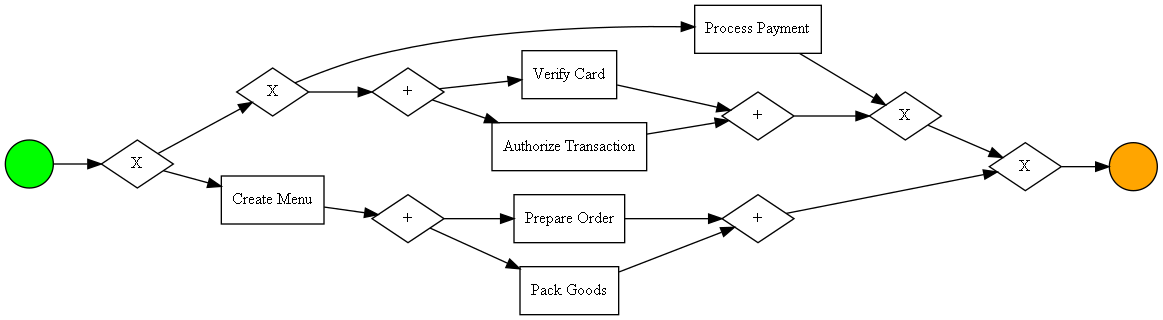 Process Payment
X
Verify Card
+
X
+
X
Authorize Transaction
X
Create Menu
+
Prepare Order
+
X
Pack Goods